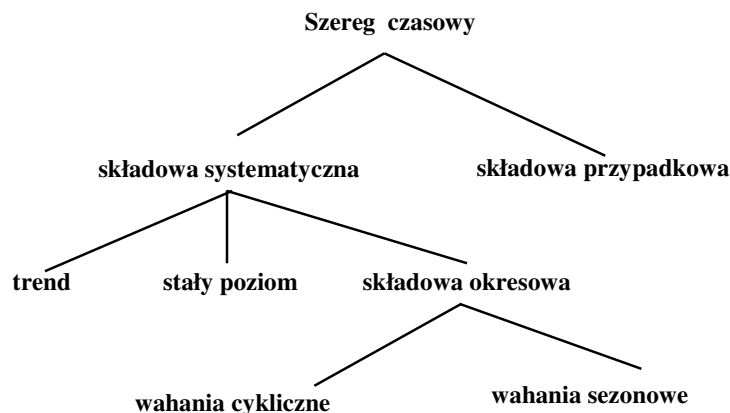 Szereg czasowy
składowa systematyczna
składowa przypadkowa
trend
stały poziom
składowa okresowa
wahania cykliczne
wahania sezonowe